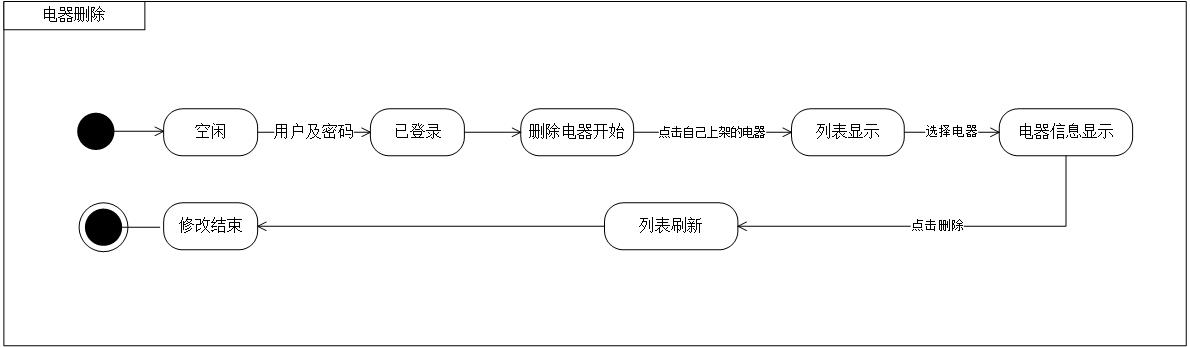 电器删除
空闲
用户及密码
已登录
删除电器开始
点击自己上架的电器
列表显示
选择电器
电器信息显示
点击删除
列表刷新
修改结束